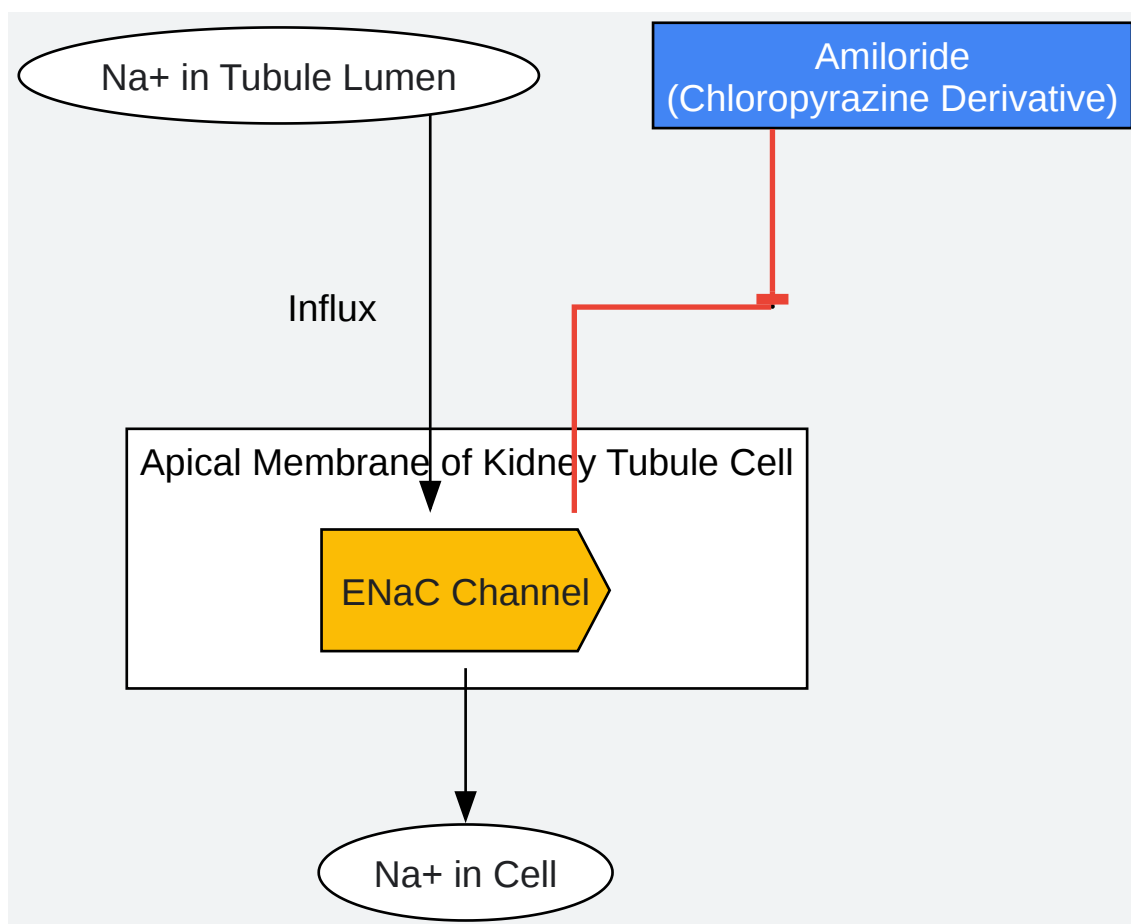 Na+ in Tubule Lumen
Amiloride
(Chloropyrazine Derivative)
Influx
Apical Membrane of Kidney Tubule Cell
ENaC Channel
Na+ in Cell